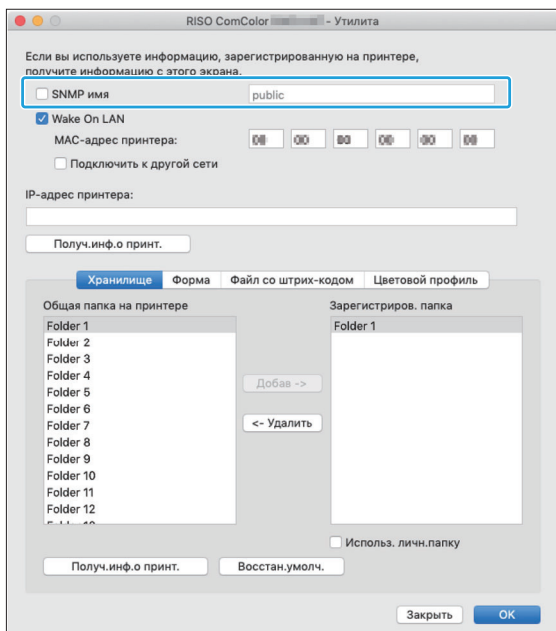 RISO ComColor - Утилита
Если вы используете информацию, зарегистрированную на принтере,
получите информацию с этого экрана.
SNMP имя public
Wake On LAN
MAC-адрес принтера:
Подключить к другой сети
IP-адрес принтера:
Получ.инф.о принт.
Хранилище Форма Файл со штрих-кодом Цветовой профиль
Общая папка на принтере Зарегистриров. папка
Folder 1 Folder 1
Folder 2
Folder 3
Folder 4
Folder 5
Folder 6
Folder 7
Folder 8
Folder 9
Folder 10
Folder 11
Folder 12
Добав ->
<- Удалить
Использ. личн.папку
Получ.инф.о принт. Восстан.умолч.
Закрыть OK